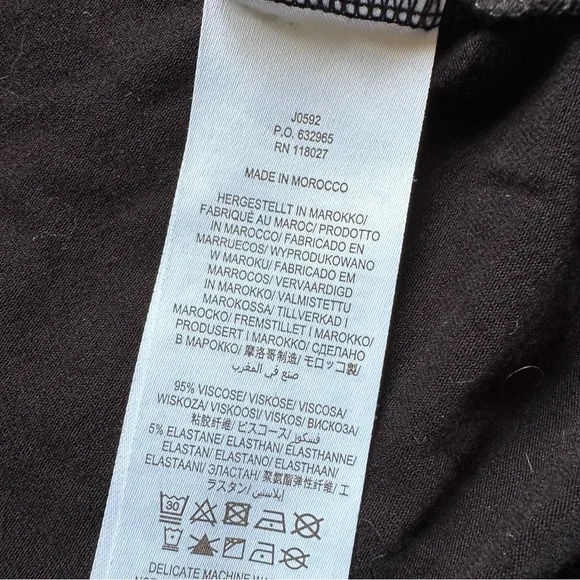 J0592
P.O. 632965
RN 118027
MADE IN MOROCCO
HERGESTELLT IN MAROKKO/
FABRIQUÉ AU MAROC/ PRODOTTO
IN MAROCCO/ FABRICADO EN
MARRUECOS/ WYPRODUKOWANO
W MAROKU/ FABRICADO EM
MARROCOS/ VERVAARDIGD
IN MAROKKO/ VALMISTETTU
MAROKOSSA/ TILLVERKAD I
MAROCKO/ FREMSTILLET I MAROKKO/
PRODUSERT I MAROKKO/ СДЕЛАНО
В МАРОККО/ 摩洛哥制造/ モロッコ製/
صنع في المغرب
95% VISCOSE/ VISKOSE/ VISCOSA/
WISKOZA/ VISKOOSI/ VISKOS/ ВИСКОЗА/
粘胶纤维/ ビスコース/ فسكوز
5% ELASTANE/ ELASTHAN/ ELASTHANNE/
ELASTAN/ ELASTANO/ ELASTHAAN/
ELASTAANI/ ЭЛАСТАН/ 聚氨酯弹性纤维/ エ
ラスタン/ إيلاستين
30
DELICATE MACHINE